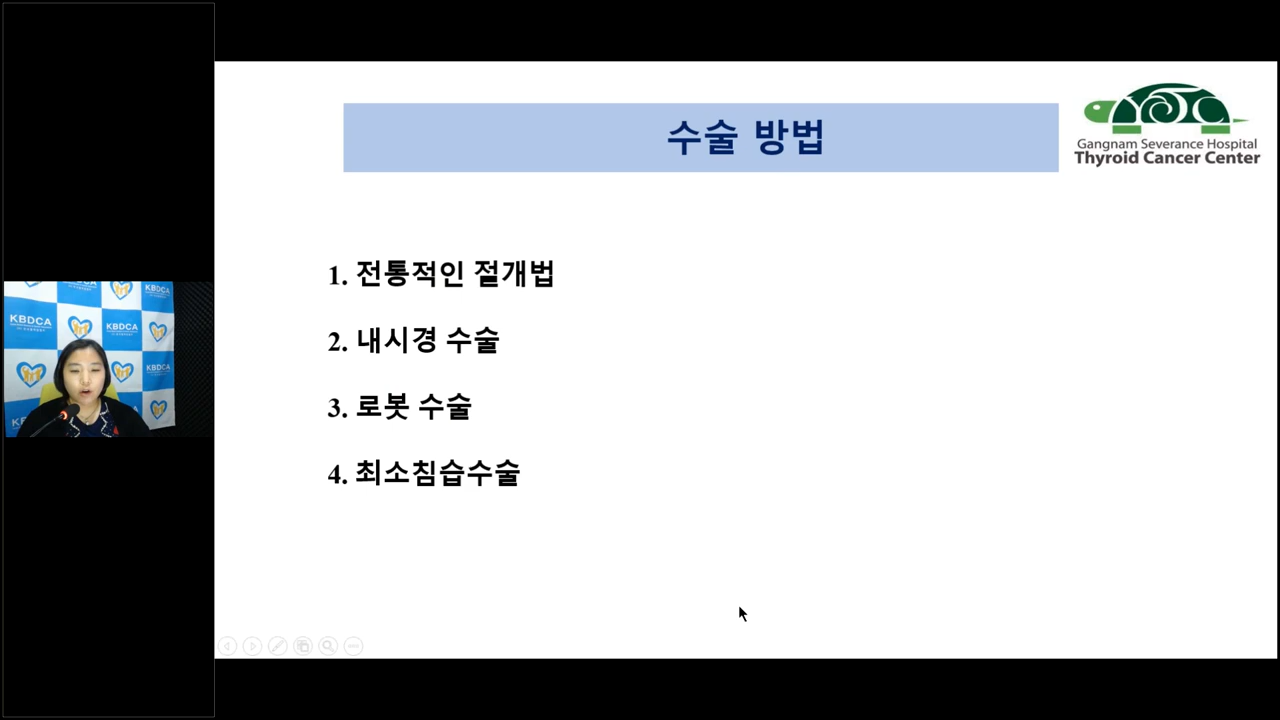 수술 방법
Gangnam Severance Hospital
Thyroid Cancer Center
1. 전통적인 절개법
2. 내시경 수술
3. 로봇 수술
4. 최소침습수술
KBDCA
KBDCA
KBDCA
KBDCA